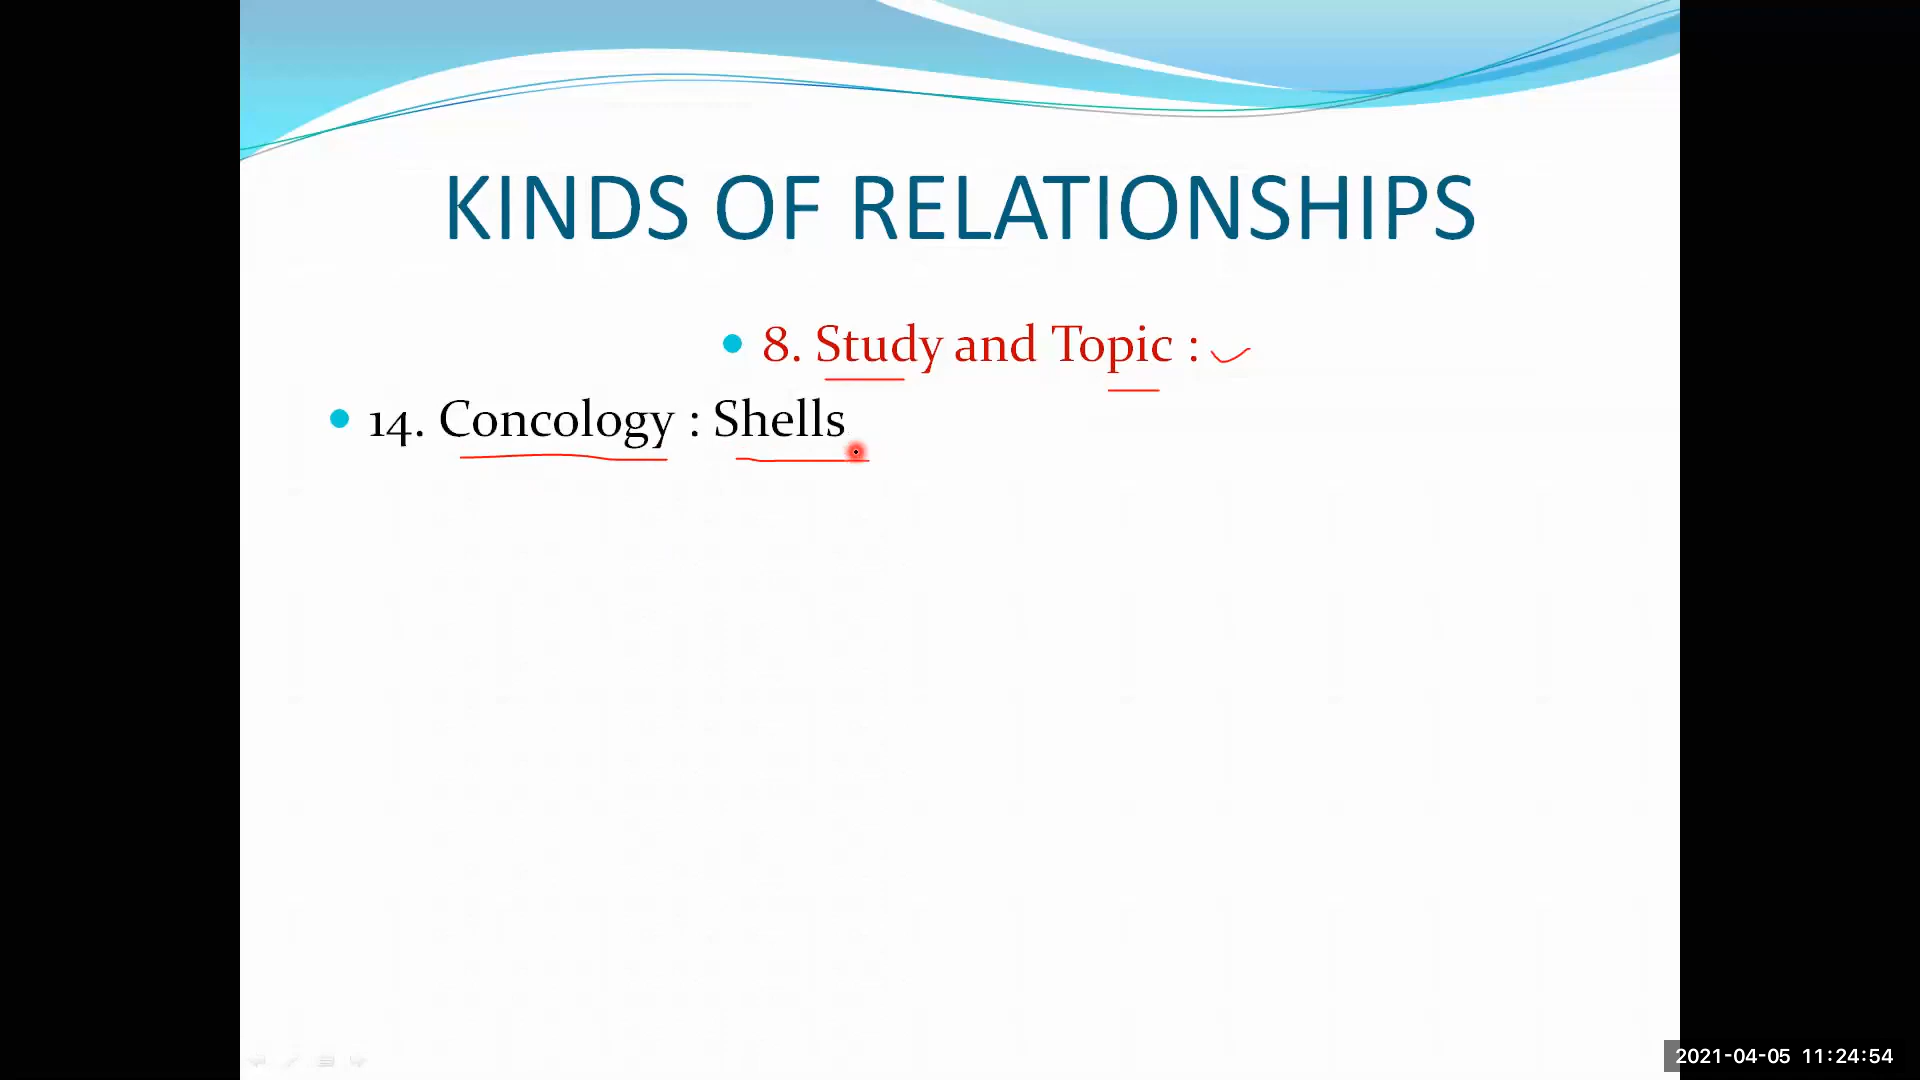 KINDS OF RELATIONSHIPS
8. Study and Topic :
14. Concology : Shells
2021-04-05 11:24:54